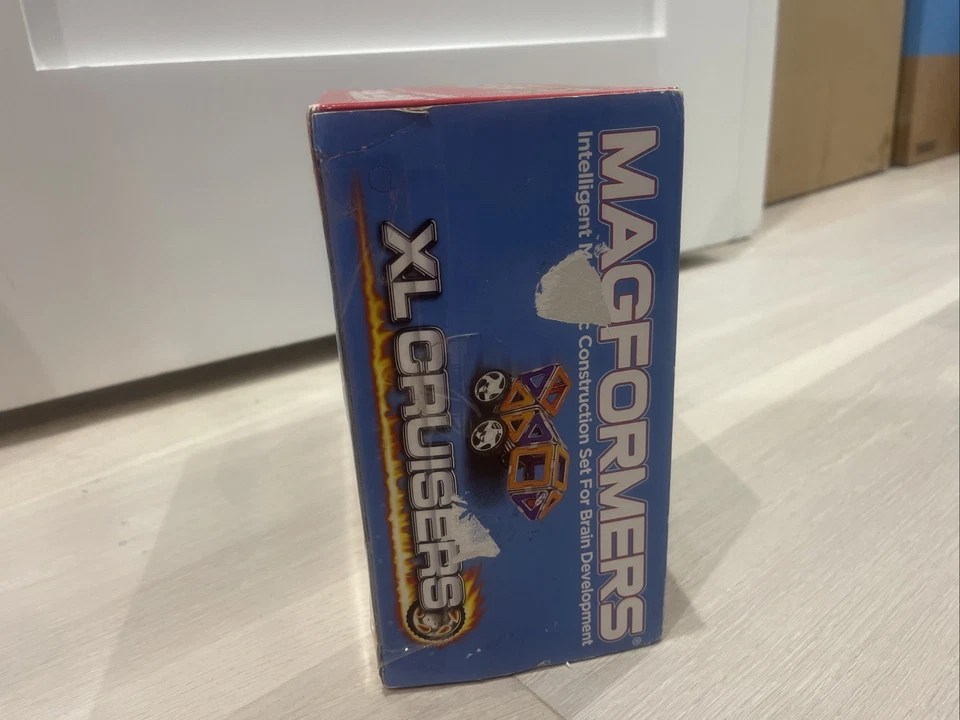 MAGFORMERS®
Intelligent M c Construction Set For Brain Development
XL CRUISERS